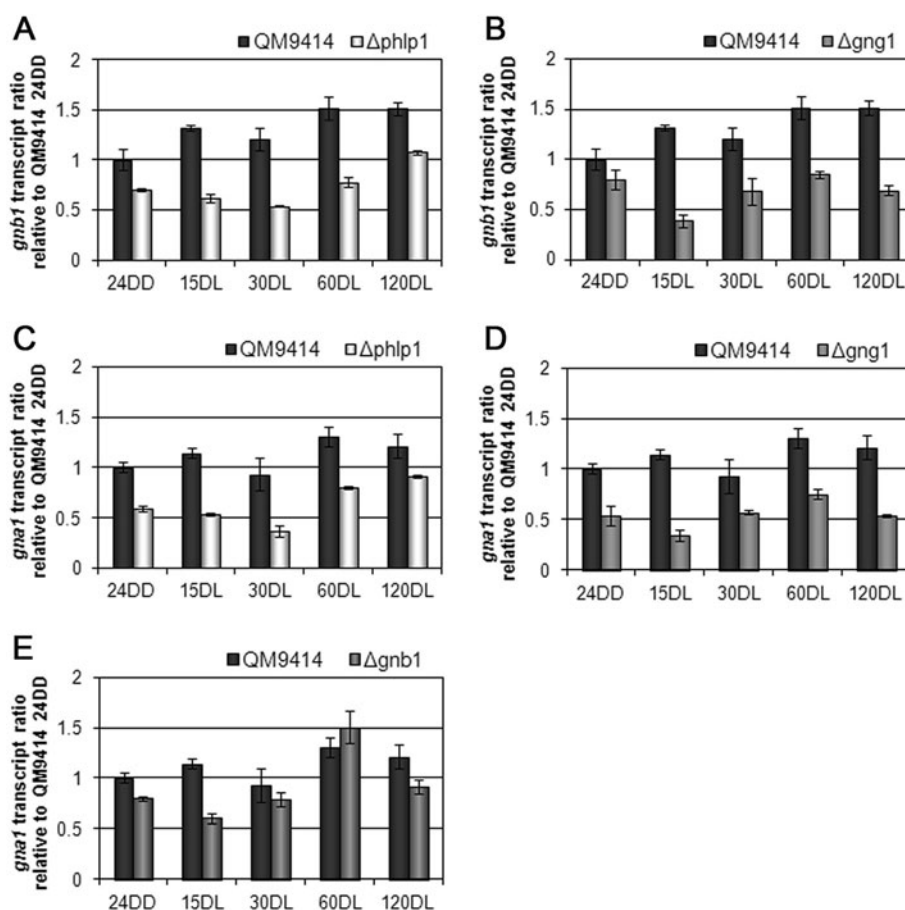 A
QM9414 Δphlp1
gnb1 transcript ratio
relative to QM9414 24DD
2
1.5
1
0.5
0
24DD 15DL 30DL 60DL 120DL
B
QM9414 Δgng1
gnb1 transcript ratio
relative to QM9414 24DD
2
1.5
1
0.5
0
24DD 15DL 30DL 60DL 120DL
C
QM9414 Δphlp1
gna1 transcript ratio
relative to QM9414 24DD
2
1.5
1
0.5
0
24DD 15DL 30DL 60DL 120DL
D
QM9414 Δgng1
gna1 transcript ratio
relative to QM9414 24DD
2
1.5
1
0.5
0
24DD 15DL 30DL 60DL 120DL
E
QM9414 Δgnb1
gna1 transcript ratio
relative to QM9414 24DD
2
1.5
1
0.5
0
24DD 15DL 30DL 60DL 120DL